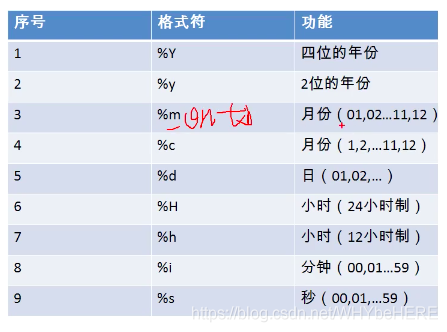 序号 格式符 功能
1 %Y 四位的年份
2 %y 2位的年份
3 %m 月份（01,02…11,12）
4 %c 月份（1,2,…11,12）
5 %d 日（01,02,…）
6 %H 小时（24小时制）
7 %h 小时（12小时制）
8 %i 分钟（00,01…59）
9 %s 秒（00,01,…59）
https://blog.csdn.net/WHYbeHERE